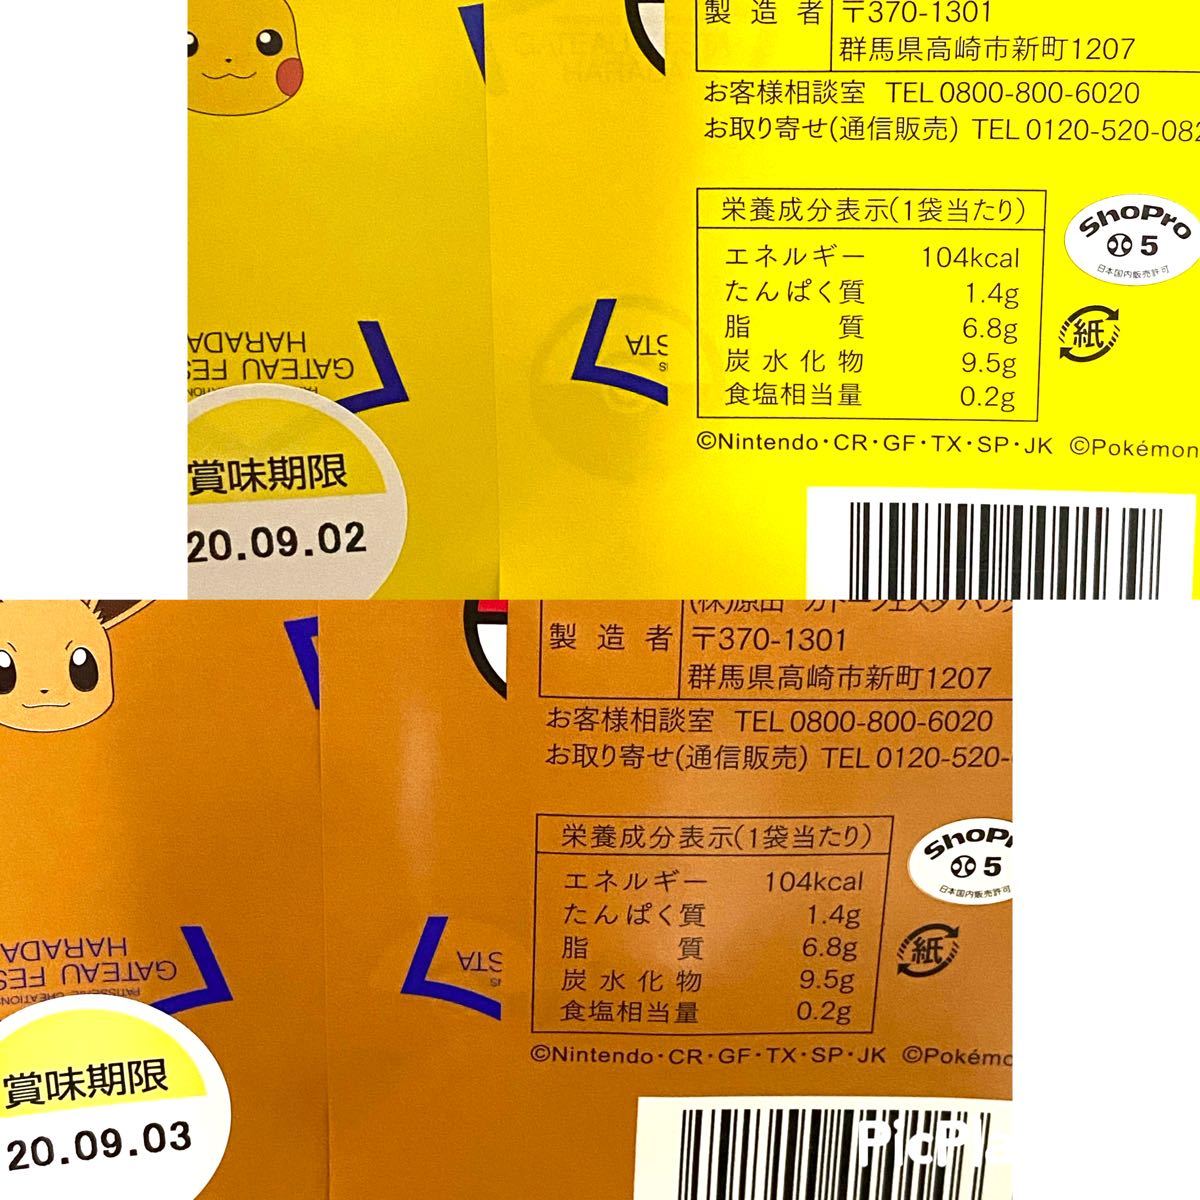 製造者 〒370-1301
群馬県高崎市新町1207
お客様相談室 TEL 0800-800-6020
お取り寄せ(通信販売) TEL 0120-520-082
栄養成分表示(1袋当たり)
エネルギー 104kcal
たんぱく質 1.4g
脂質 6.8g
炭水化物 9.5g
食塩相当量 0.2g
©Nintendo・CR・GF・TX・SP・JK ©Pokémon
ShoPro
5
日本国内販売許可
紙
HARADA
GATEAU FES
STA
賞味期限
20.09.02
製造者 〒370-1301
群馬県高崎市新町1207
お客様相談室 TEL 0800-800-6020
お取り寄せ(通信販売) TEL 0120-520-
栄養成分表示(1袋当たり)
エネルギー 104kcal
たんぱく質 1.4g
脂質 6.8g
炭水化物 9.5g
食塩相当量 0.2g
©Nintendo・CR・GF・TX・SP・JK ©Pokémo
ShoPr
5
日本国内販売許可
紙
HARADA
GATEAU FES
STA
賞味期限
20.09.03
PicPla